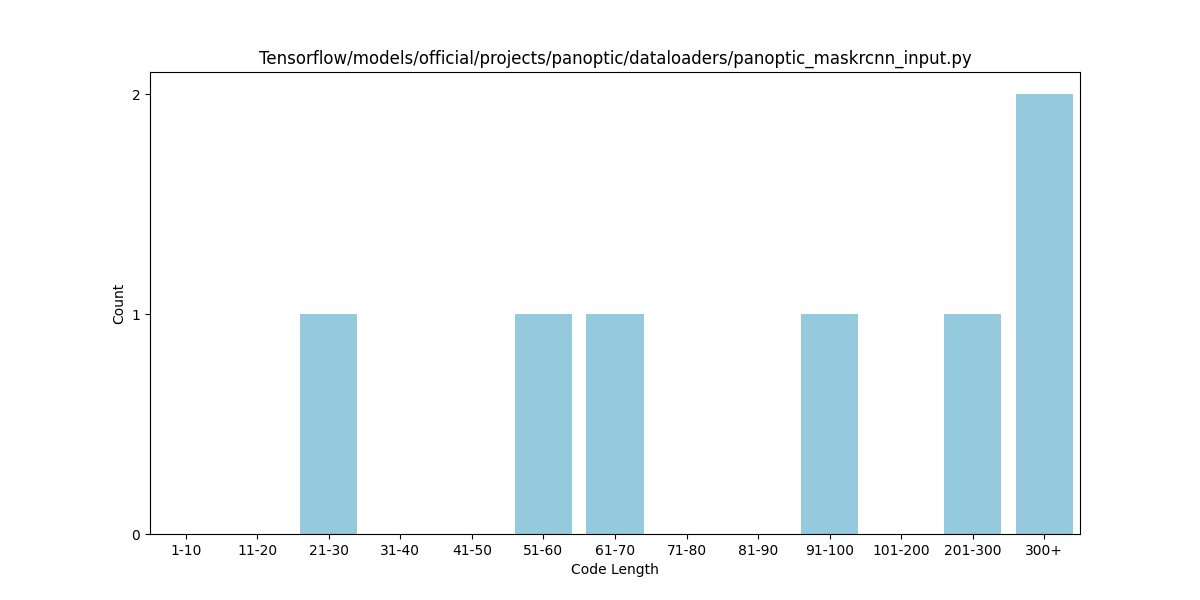 Tensorflow/models/official/projects/panoptic/dataloaders/panoptic_maskrcnn_input.py
2
1
0
Count
1-10 11-20 21-30 31-40 41-50 51-60 61-70 71-80 81-90 91-100 101-200 201-300 300+
Code Length